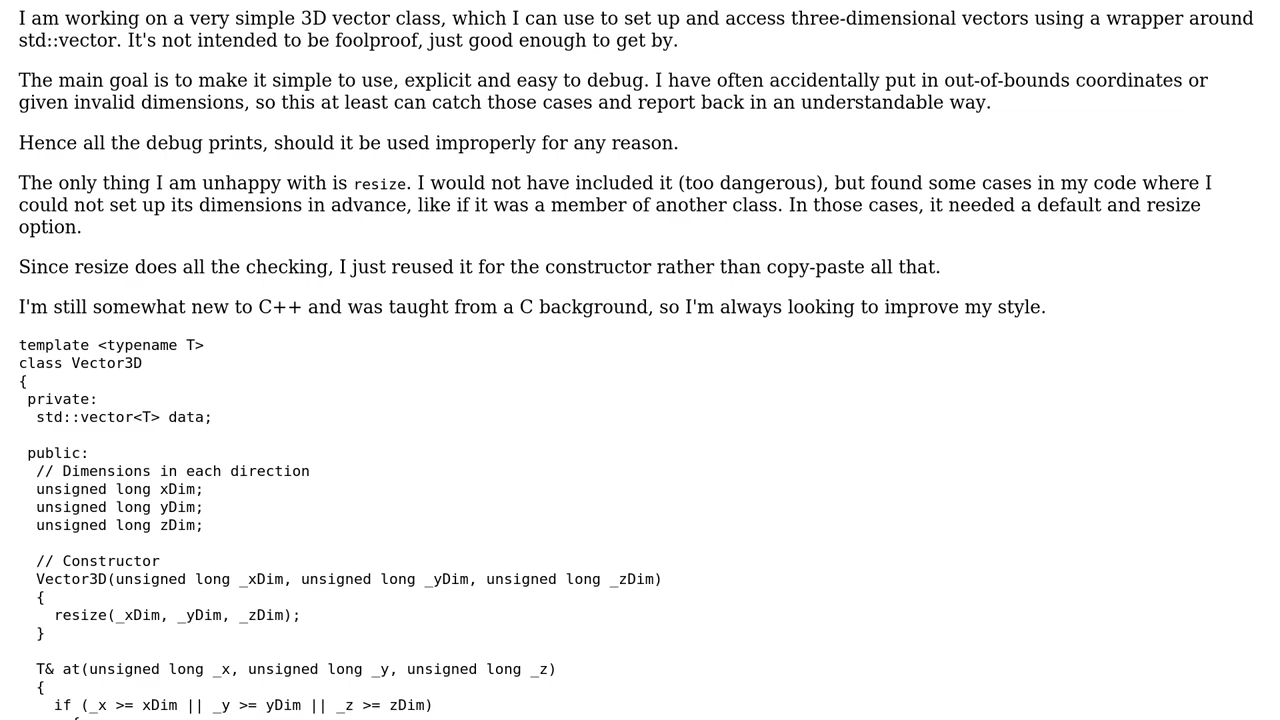 I am working on a very simple 3D vector class, which I can use to set up and access three-dimensional vectors using a wrapper around
std::vector. It's not intended to be foolproof, just good enough to get by.
The main goal is to make it simple to use, explicit and easy to debug. I have often accidentally put in out-of-bounds coordinates or
given invalid dimensions, so this at least can catch those cases and report back in an understandable way.
Hence all the debug prints, should it be used improperly for any reason.
The only thing I am unhappy with is resize. I would not have included it (too dangerous), but found some cases in my code where I
could not set up its dimensions in advance, like if it was a member of another class. In those cases, it needed a default and resize
option.
Since resize does all the checking, I just reused it for the constructor rather than copy-paste all that.
I'm still somewhat new to C++ and was taught from a C background, so I'm always looking to improve my style.
template <typename T>
class Vector3D
{
 private:
  std::vector<T> data;

 public:
  // Dimensions in each direction
  unsigned long xDim;
  unsigned long yDim;
  unsigned long zDim;

  // Constructor
  Vector3D(unsigned long _xDim, unsigned long _yDim, unsigned long _zDim)
  {
    resize(_xDim, _yDim, _zDim);
  }

  T& at(unsigned long _x, unsigned long _y, unsigned long _z)
  {
    if (_x >= xDim || _y >= yDim || _z >= zDim)
      {